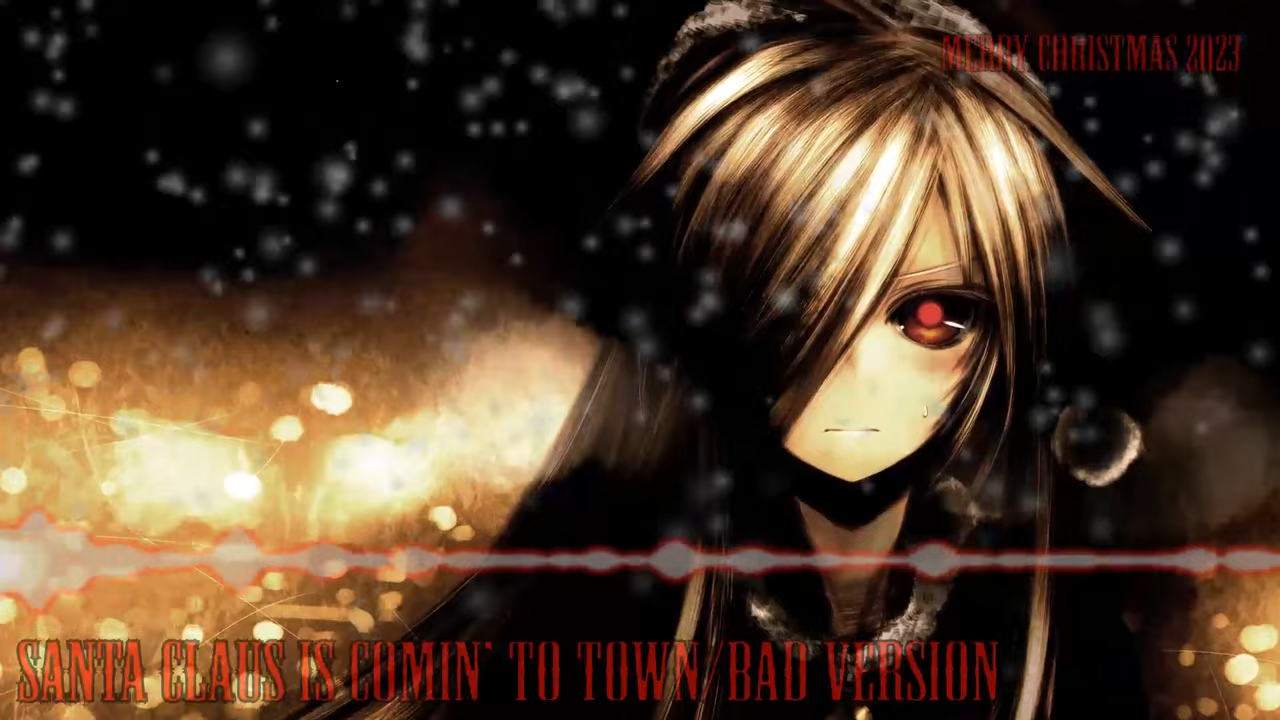 MERRY CHRISTMAS 2023
SANTA CLAUS IS COMIN' TO TOWN/BAD VERSION